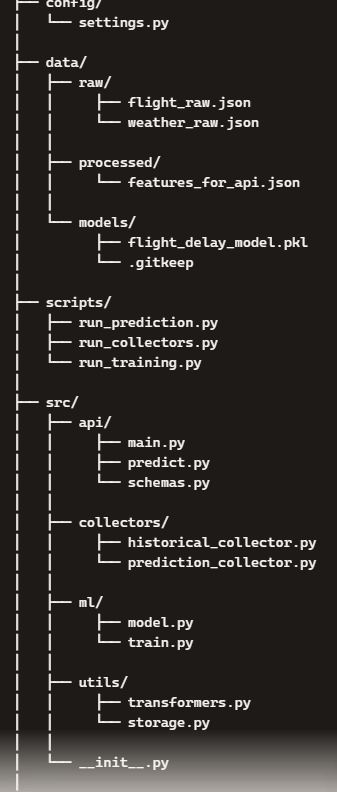 ├── config/
│   └── settings.py
│
├── data/
│   ├── raw/
│   │     ├── flight_raw.json
│   │     └── weather_raw.json
│   │
│   ├── processed/
│   │     └── features_for_api.json
│   │
│   └── models/
│         ├── flight_delay_model.pkl
│         └── .gitkeep
│
├── scripts/
│   ├── run_prediction.py
│   ├── run_collectors.py
│   └── run_training.py
│
├── src/
│   ├── api/
│   │     ├── main.py
│   │     ├── predict.py
│   │     └── schemas.py
│   │
│   ├── collectors/
│   │     ├── historical_collector.py
│   │     └── prediction_collector.py
│   │
│   ├── ml/
│   │     ├── model.py
│   │     └── train.py
│   │
│   ├── utils/
│   │     ├── transformers.py
│   │     └── storage.py
│   │
│   └── __init__.py
│